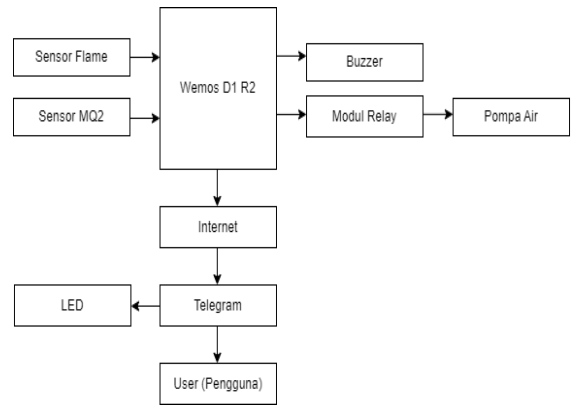 Sensor Flame
Sensor MQ2
Wemos D1 R2
Buzzer
Modul Relay
Pompa Air
Internet
LED
Telegram
User (Pengguna)